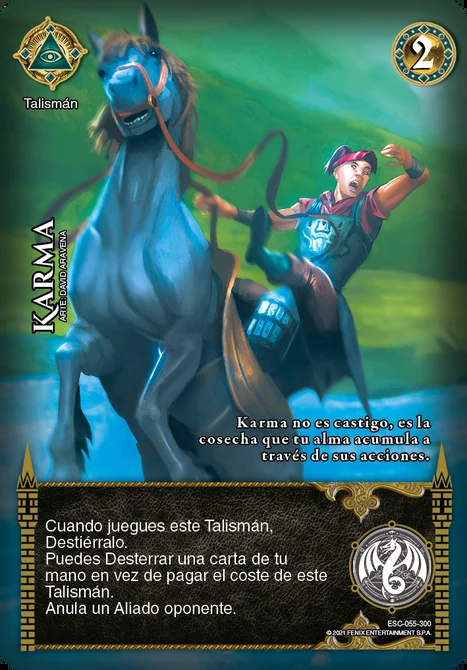 2
Talismán
KARMA
ARTE: DAVID ARAVENA
Karma no es castigo, es la
cosecha que tu alma acumula a
través de sus acciones.
Cuando juegues este Talismán,
Destiérralo.
Puedes Desterrar una carta de tu
mano en vez de pagar el coste de este
Talismán.
Anula un Aliado oponente.
ESC-055-300
© 2021 FENIX ENTERTAINMENT S.P.A.